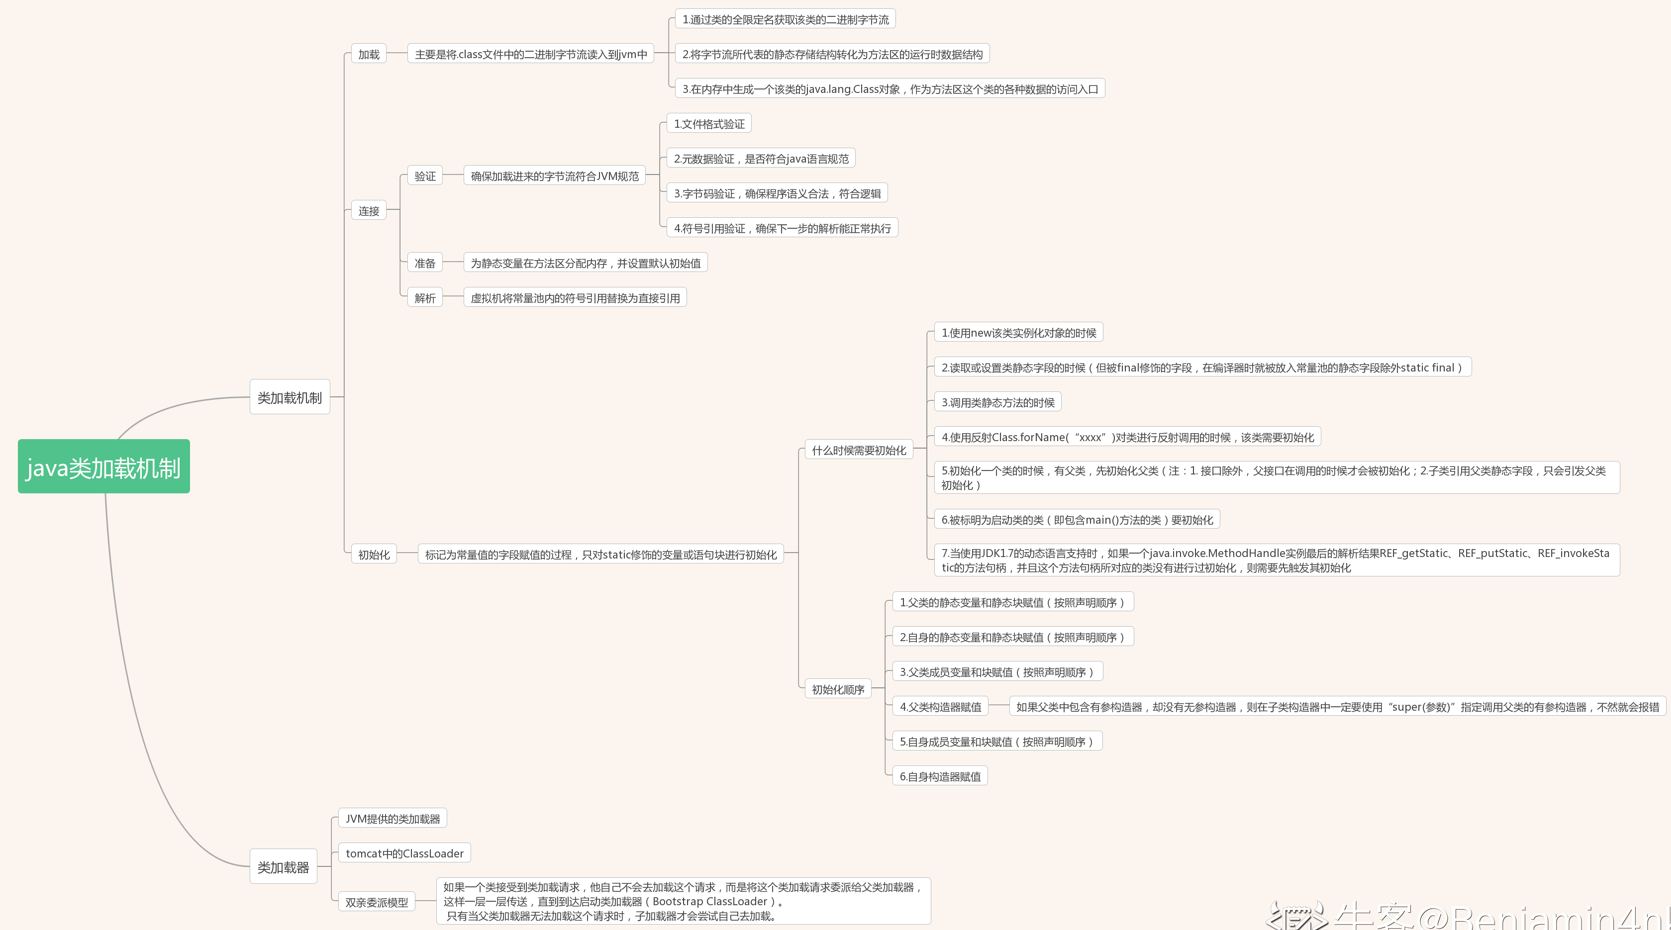 java类加载机制
类加载机制
加载
主要是将.class文件中的二进制字节流读入到jvm中
1.通过类的全限定名获取该类的二进制字节流
2.将字节流所代表的静态存储结构转化为方法区的运行时数据结构
3.在内存中生成一个该类的java.lang.Class对象，作为方法区这个类的各种数据的访问入口
连接
验证
确保加载进来的字节流符合JVM规范
1.文件格式验证
2.元数据验证，是否符合java语言规范
3.字节码验证，确保程序语义合法，符合逻辑
4.符号引用验证，确保下一步的解析能正常执行
准备
为静态变量在方法区分配内存，并设置默认初始值
解析
虚拟机将常量池内的符号引用替换为直接引用
初始化
标记为常量值的字段赋值的过程，只对static修饰的变量或语句块进行初始化
什么时候需要初始化
1.使用new该类实例化对象的时候
2.读取或设置类静态字段的时候（但被final修饰的字段，在编译器时就被放入常量池的静态字段除外static final）
3.调用类静态方法的时候
4.使用反射Class.forName(“xxxx”)对类进行反射调用的时候，该类需要初始化
5.初始化一个类的时候，有父类，先初始化父类（注：1. 接口除外，父接口在调用的时候才会被初始化；2.子类引用父类静态字段，只会引发父类
初始化）
6.被标明为启动类的类（即包含main()方法的类）要初始化
7.当使用JDK1.7的动态语言支持时，如果一个java.invoke.MethodHandle实例最后的解析结果REF_getStatic、REF_putStatic、REF_invokeSta
tic的方法句柄，并且这个方法句柄所对应的类没有进行过初始化，则需要先触发其初始化
初始化顺序
1.父类的静态变量和静态块赋值（按照声明顺序）
2.自身的静态变量和静态块赋值（按照声明顺序）
3.父类成员变量和块赋值（按照声明顺序）
4.父类构造器赋值
如果父类中包含有参构造器，却没有无参构造器，则在子类构造器中一定要使用“super(参数)”指定调用父类的有参构造器，不然就会报错
5.自身成员变量和块赋值（按照声明顺序）
6.自身构造器赋值
类加载器
JVM提供的类加载器
tomcat中的ClassLoader
双亲委派模型
如果一个类接受到类加载请求，他自己不会去加载这个请求，而是将这个类加载请求委派给父类加载器，
这样一层一层传送，直到到达启动类加载器（Bootstrap ClassLoader）。
只有当父类加载器无法加载这个请求时，子加载器才会尝试自己去加载。
牛客@Benjamin4n